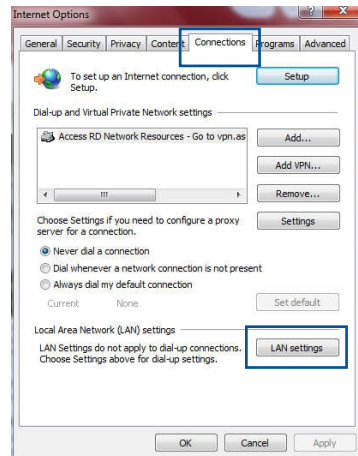 Internet Options
General Security Privacy Content Connections Programs Advanced
To set up an Internet connection, click
Setup.
Setup
Dial-up and Virtual Private Network settings
Access RD Network Resources - Go to vpn.as
Add...
Add VPN...
Remove...
Choose Settings if you need to configure a proxy
server for a connection.
Settings
Never dial a connection
Dial whenever a network connection is not present
Always dial my default connection
Current None
Set default
Local Area Network (LAN) settings
LAN Settings do not apply to dial-up connections.
Choose Settings above for dial-up settings.
LAN settings
OK Cancel Apply